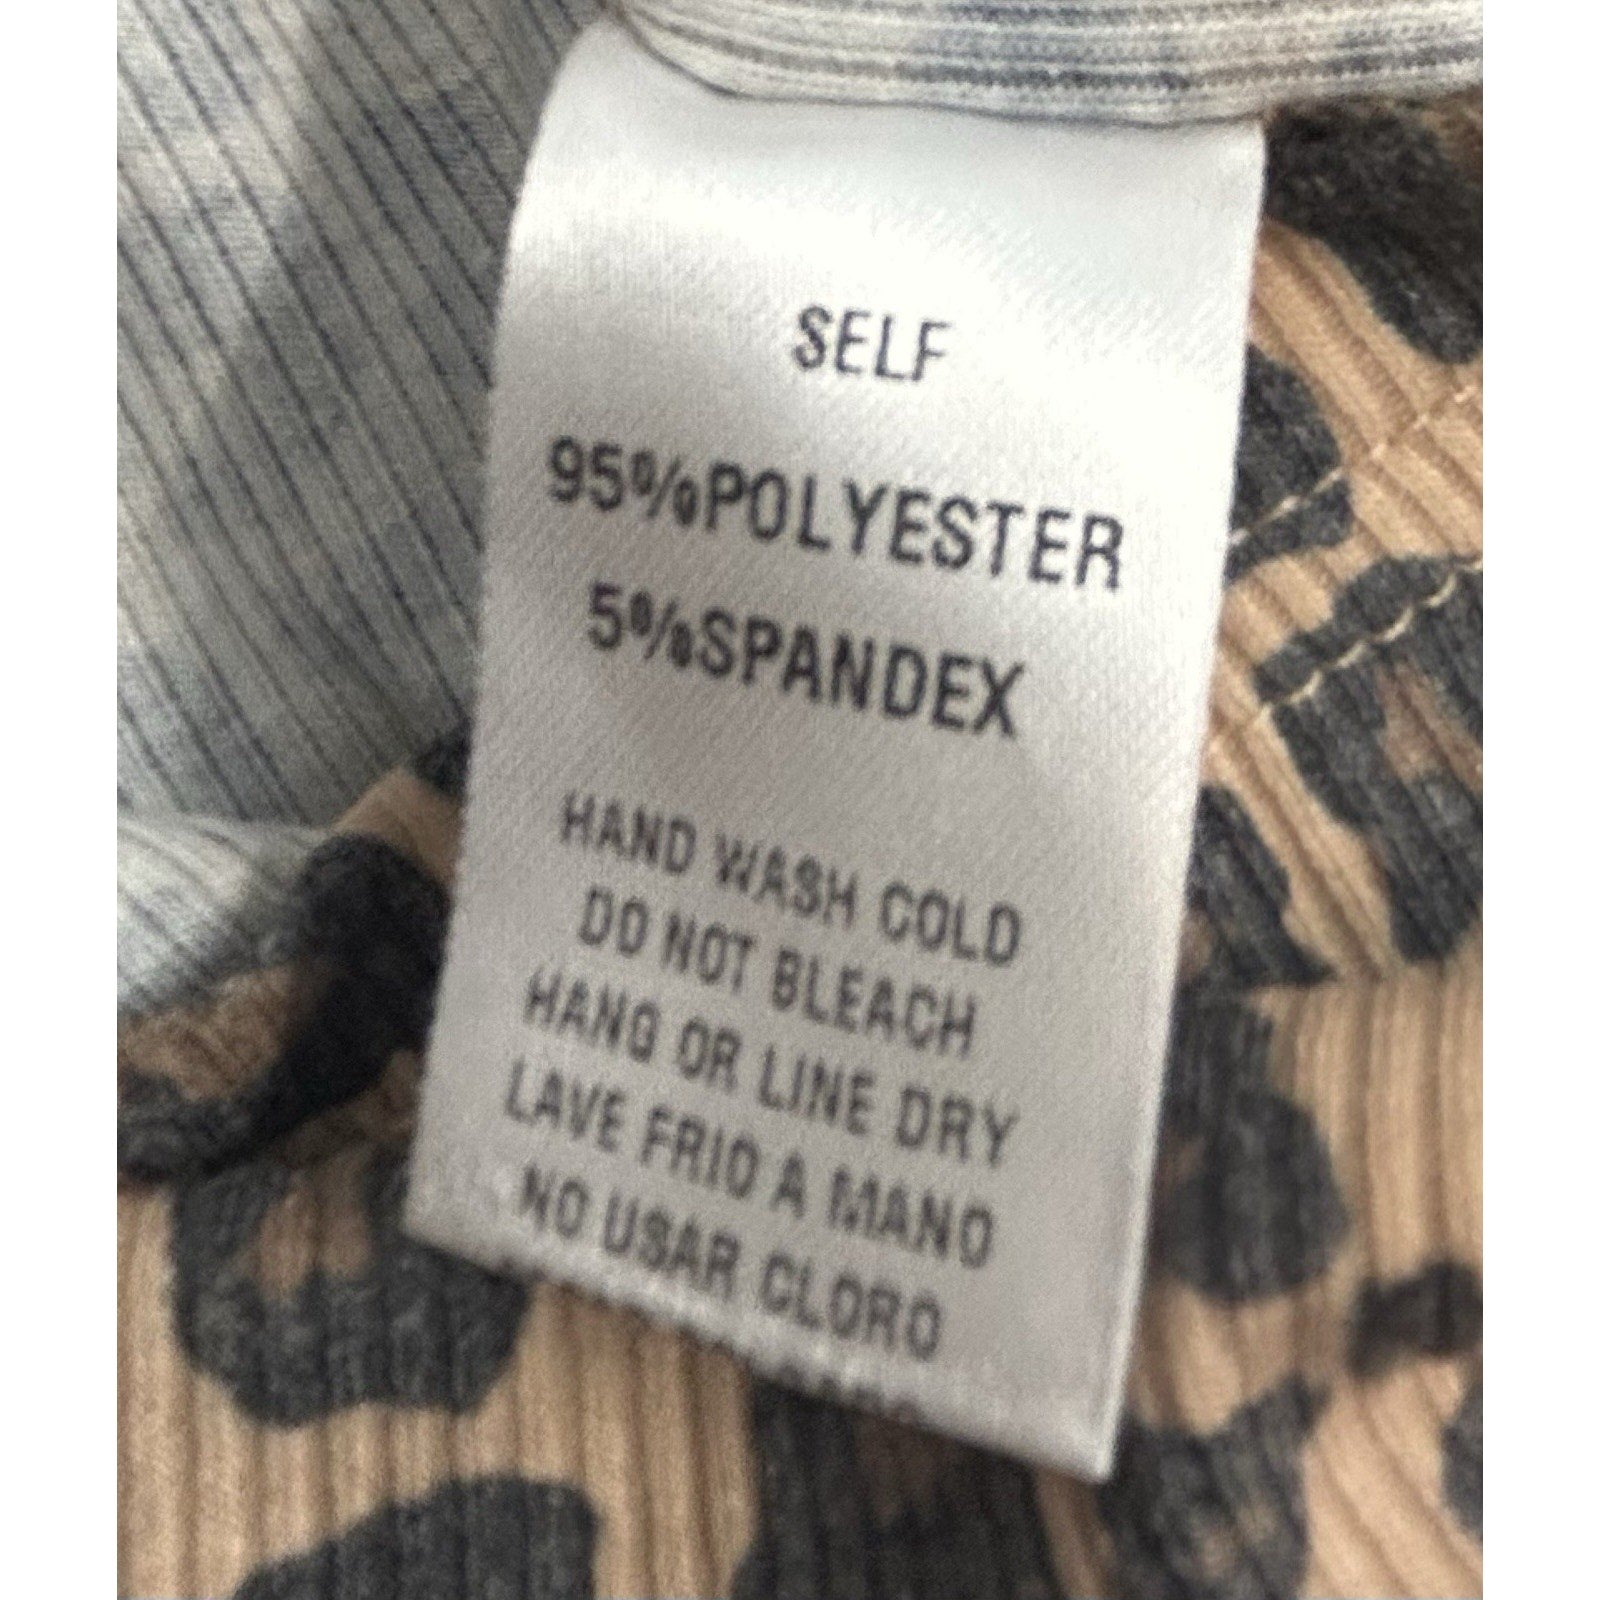 SELF
95%POLYESTER
5%SPANDEX
HAND WASH COLD
DO NOT BLEACH
HANG OR LINE DRY
LAVE FRIO A MANO
NO USAR CLORO